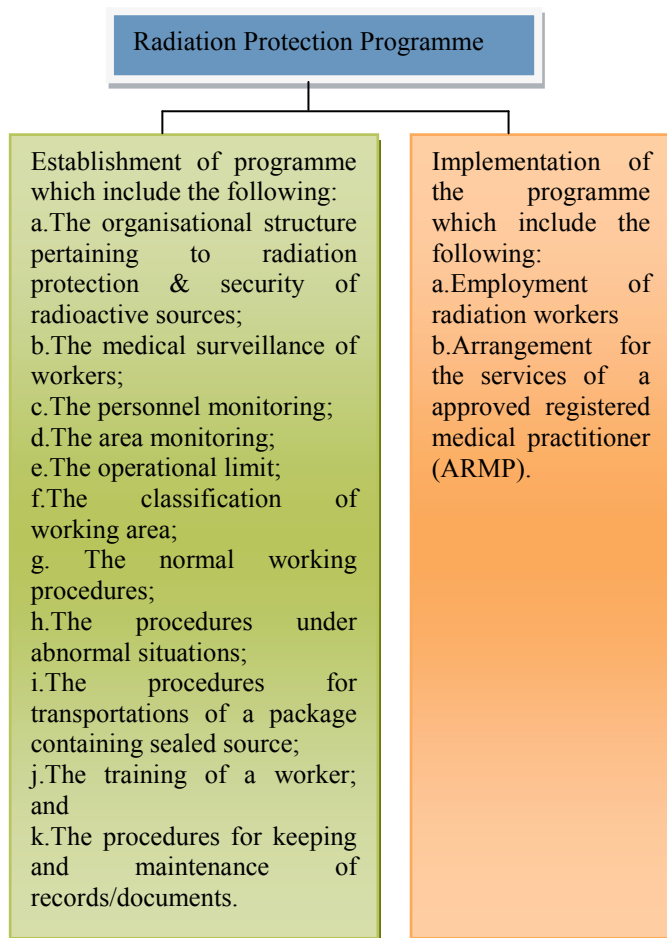 Radiation Protection Programme
Establishment of programme
which include the following:
a.The organisational structure
pertaining to radiation
protection & security of
radioactive sources;
b.The medical surveillance of
workers;
c.The personnel monitoring;
d.The area monitoring;
e.The operational limit;
f.The classification of
working area;
g. The normal working
procedures;
h.The procedures under
abnormal situations;
i.The procedures for
transportations of a package
containing sealed source;
j.The training of a worker;
and
k.The procedures for keeping
and maintenance of
records/documents.
Implementation of
the programme
which include the
following:
a.Employment of
radiation workers
b.Arrangement for
the services of a
approved registered
medical practitioner
(ARMP).